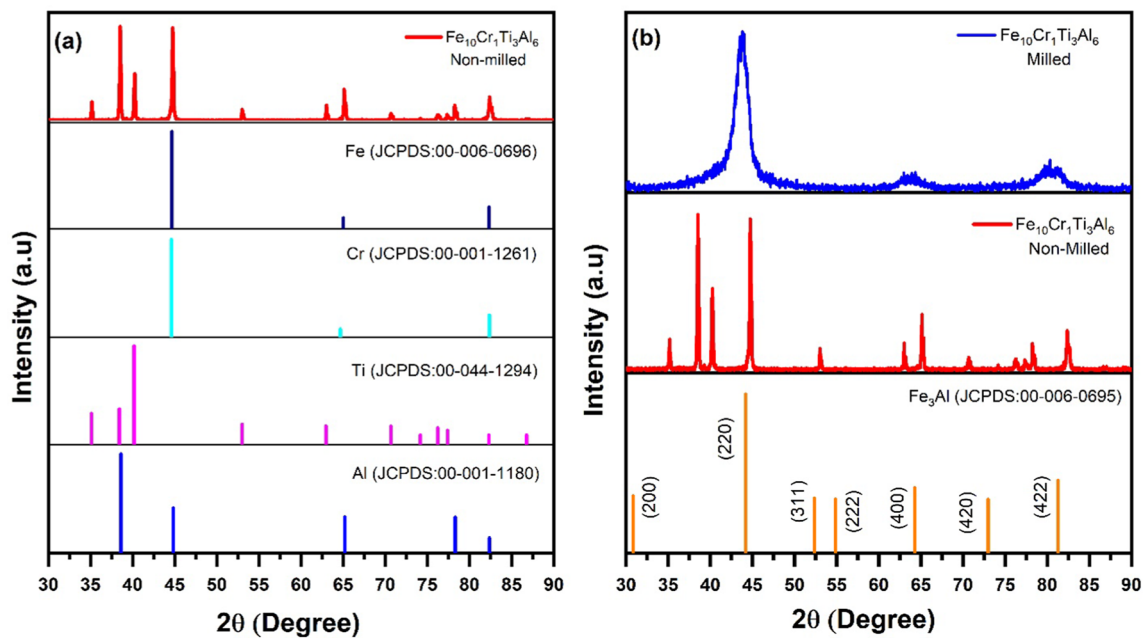 (a)
Fe₁₀Cr₁Ti₃Al₆
Non-milled
Fe (JCPDS:00-006-0696)
Cr (JCPDS:00-001-1261)
Ti (JCPDS:00-044-1294)
Al (JCPDS:00-001-1180)
Intensity (a.u)
30 35 40 45 50 55 60 65 70 75 80 85 90
2θ (Degree)
(b)
Fe₁₀Cr₁Ti₃Al₆
Milled
Fe₁₀Cr₁Ti₃Al₆
Non-Milled
Fe₃Al (JCPDS:00-006-0695)
(200)
(220)
(311)
(222)
(400)
(420)
(422)
Intensity (a.u)
30 35 40 45 50 55 60 65 70 75 80 85 90
2θ (Degree)